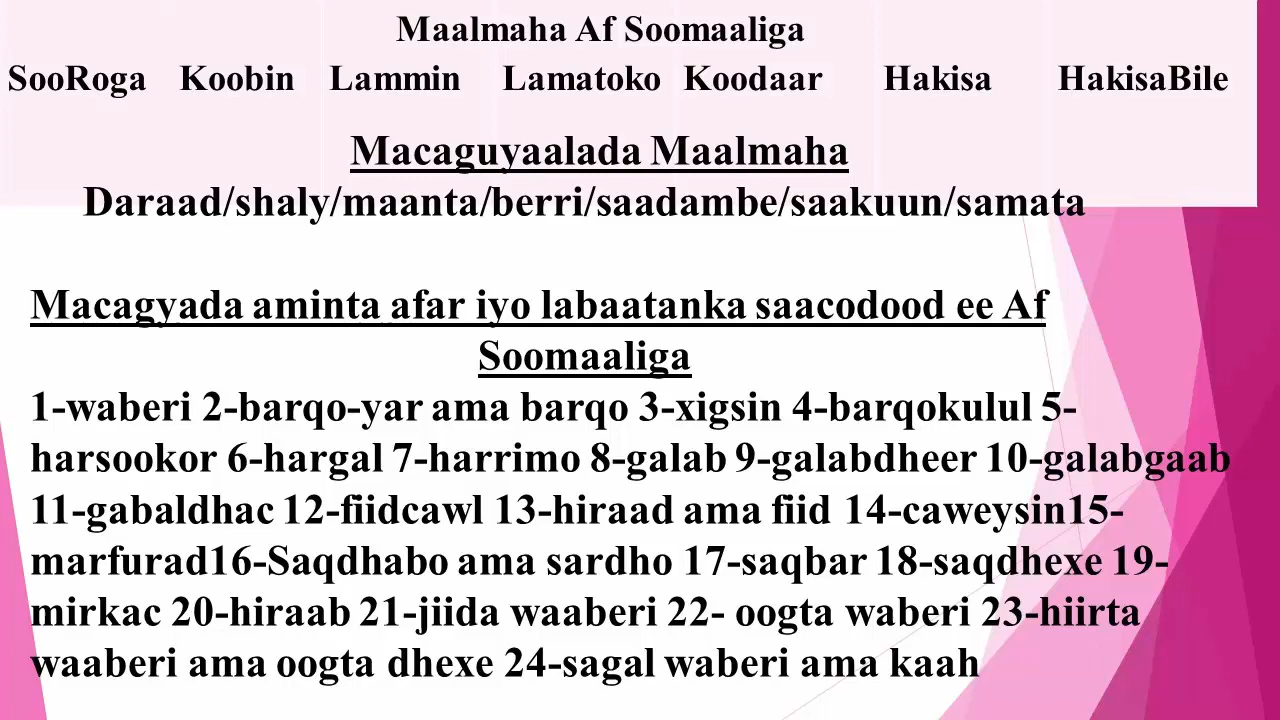 Maalmaha Af Soomaaliga
SooRoga Koobin Lammin Lamatoko Koodaar Hakisa HakisaBile
Macaguyaalada Maalmaha
Daraad/shaly/maanta/berri/saadambe/saakuun/samata
Macagyada aminta afar iyo labaatanka saacodood ee Af
Soomaaliga
1-waberi 2-barqo-yar ama barqo 3-xigsin 4-barqokulul 5-
harsookor 6-hargal 7-harrimo 8-galab 9-galabdheer 10-galabgaab
11-gabaldhac 12-fiidcawl 13-hiraad ama fiid 14-caweysin15-
marfurad16-Saqdhabo ama sardho 17-saqbar 18-saqdhexe 19-
mirkac 20-hiraab 21-jiida waaberi 22- oogta waberi 23-hiirta
waaberi ama oogta dhexe 24-sagal waberi ama kaah